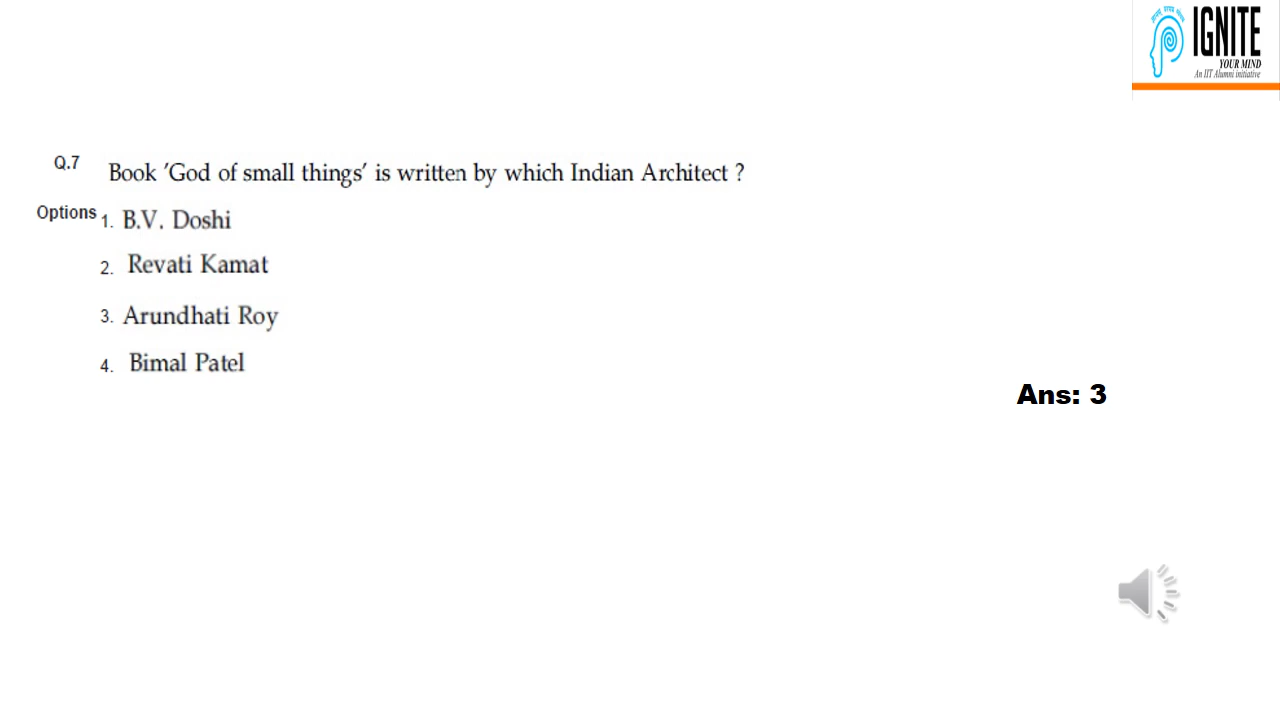 IGNITE
YOUR MIND
An IIT Alumni initiative
Q.7 Book 'God of small things' is written by which Indian Architect ?
Options 1. B.V. Doshi
2. Revati Kamat
3. Arundhati Roy
4. Bimal Patel
Ans: 3